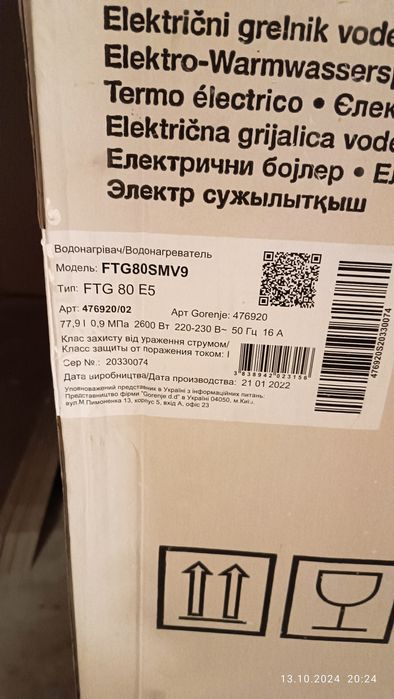 Električni grelnik vode
Elektro-Warmwassersp
Termo électrico • Єлек
Električna grijalica vode
Електрични бојлер • Е
Электр сужылытқыш
Водонагрівач/Водонагреватель
Модель: FTG80SMV9
Тип: FTG 80 E5
Арт: 476920/02
Арт Gorenje: 476920
77,9 l 0,9 МПа 2600 Вт 220-230 В~ 50 Гц 16 А
Клас захисту від ураження струмом/
Класс защиты от поражения током: I
Сер №.: 20330074
3838942023156
Дата виробництва/Дата производства: 21 01 2022
Уповноважений представник в Україні з інформаційних питань:
Представництво фірми "Gorenje d.d" в Україні 04050, м.Київ,
вул.М Пимоненка 13, корпус 5, вхід А, офіс 23
476920S20330074
13.10.2024 20:24